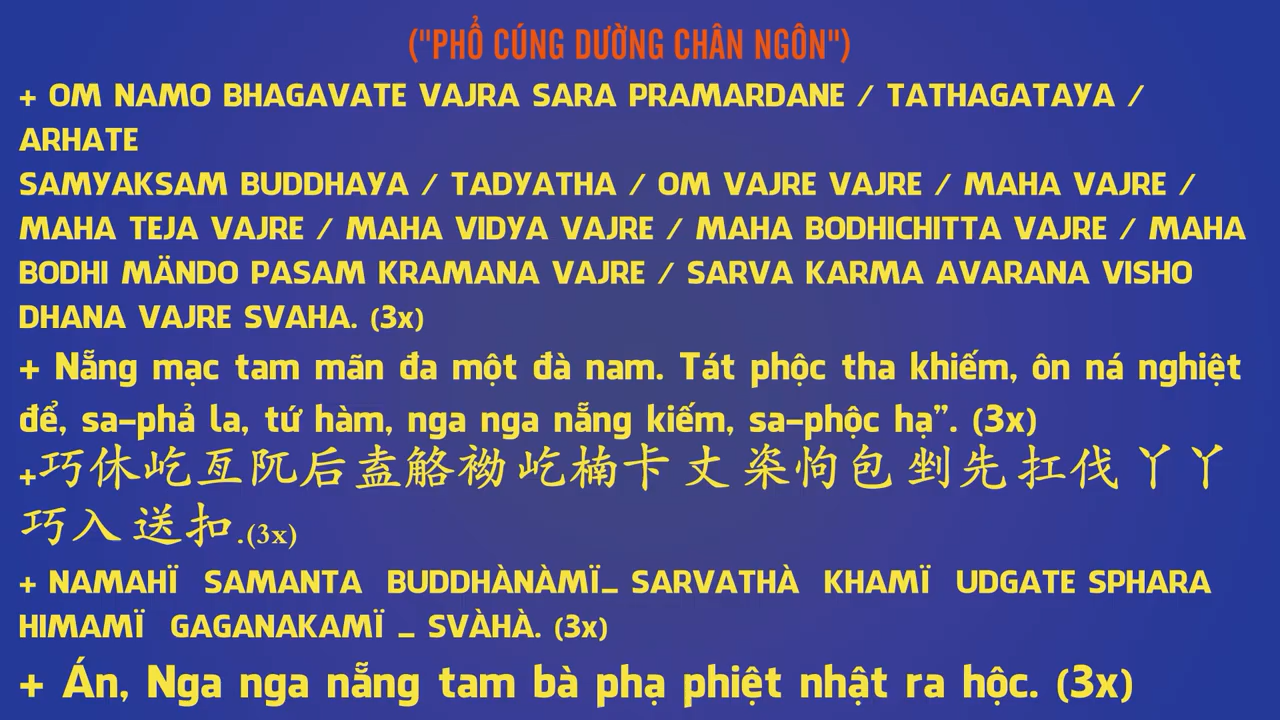 ("PHỔ CÚNG DƯỜNG CHÂN NGÔN")
+ OM NAMO BHAGAVATE VAJRA SARA PRAMARDANE / TATHAGATAYA /
ARHATE
SAMYAKSAM BUDDHAYA / TADYATHA / OM VAJRE VAJRE / MAHA VAJRE /
MAHA TEJA VAJRE / MAHA VIDYA VAJRE / MAHA BODHICHITTA VAJRE / MAHA
BODHI MÄNDO PASAM KRAMANA VAJRE / SARVA KARMA AVARANA VISHO
DHANA VAJRE SVAHA. (3x)
+ Nẵng mạc tam mãn đa một đà nam. Tát phộc tha khiếm, ôn ná nghiệt
để, sa-phả la, tứ hàm, nga nga nẵng kiếm, sa-phộc hạ”. (3x)
+巧休屹亙阢后盍觡袎屹楠卡丈 垐怐包 剉先扛伐 丫丫
巧入送扣.(3x)
+ NAMAHÏ SAMANTA BUDDHÀNÀMÏ_ SARVATHÀ KHAMÏ UDGATE SPHARA
HIMAMÏ GAGANAKAMÏ _ SVÀHÀ. (3x)
+ Án, Nga nga nẵng tam bà phạ phiệt nhật ra hộc. (3x)